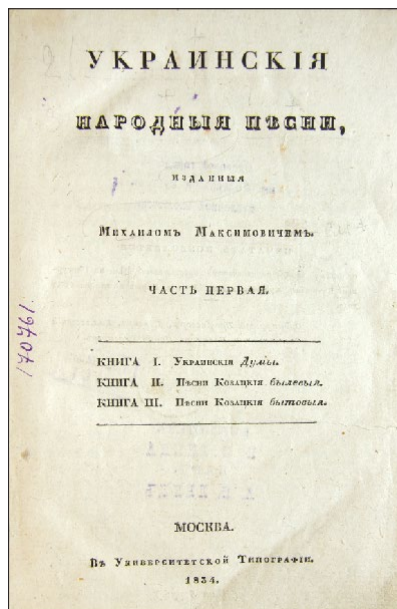 УКРАИНСКІЯ
НАРОДНЫЯ ПѢСНИ,
ИЗДАННЫЯ
Михаиломъ Максимовичемъ.
ЧАСТЬ ПЕРВАЯ.
КНИГА I. Украинскія Думы.
КНИГА II. Пѣсни Козацкія былевыя.
КНИГА III. Пѣсни Козацкія бытовыя.
170761
МОСКВА.
Въ Университетской Типографіи.
1834.